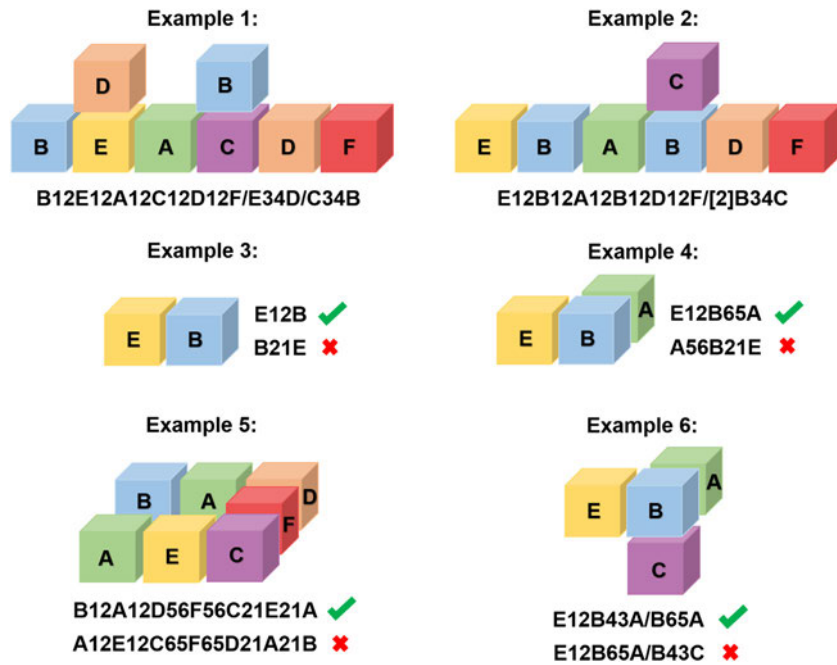 Example 1:
D B
B E A C D F
B12E12A12C12D12F/E34D/C34B
Example 2:
C
E B A B D F
E12B12A12B12D12F/[2]B34C
Example 3:
E B
E12B
B21E
Example 4:
A
E B
E12B65A
A56B21E
Example 5:
B A D
F
A E C
B12A12D56F56C21E21A
A12E12C65F65D21A21B
Example 6:
A
E B
C
E12B43A/B65A
E12B65A/B43C